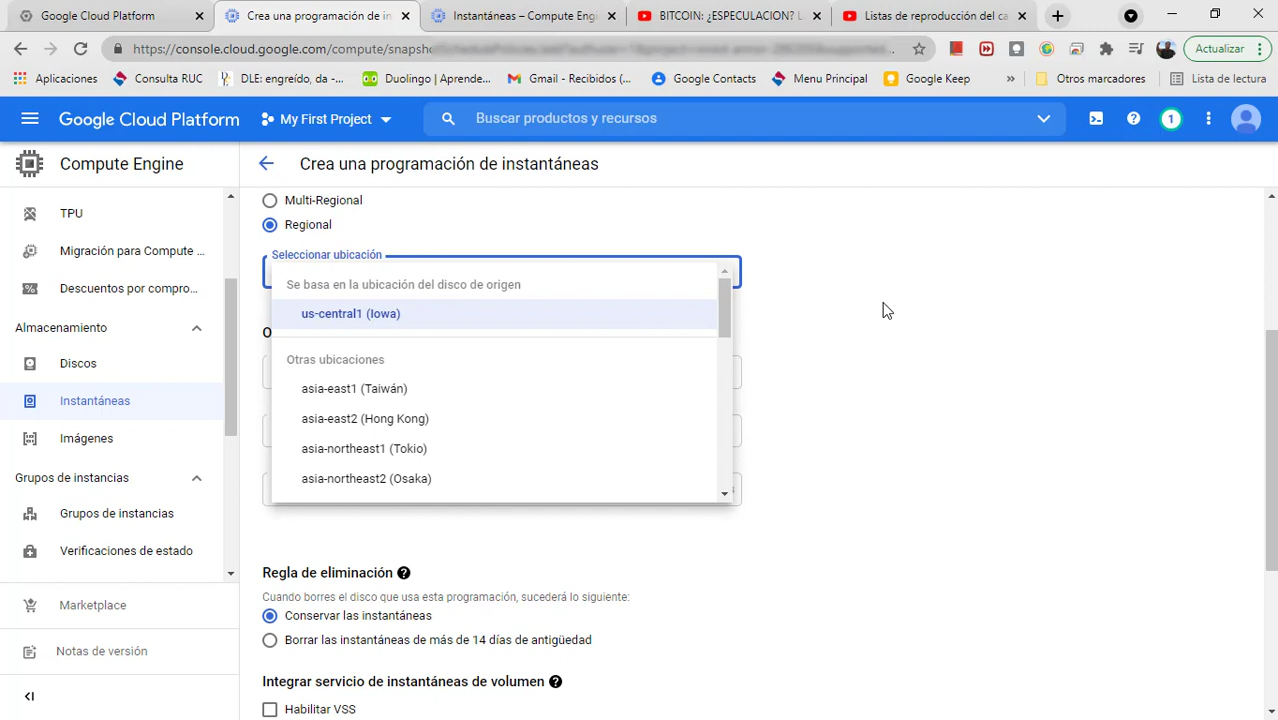 Google Cloud Platform
Crea una programación de in
Instantáneas – Compute Eng
BITCOIN: ¿ESPECULACION? L
Listas de reproducción del ca
https://console.cloud.google.com/compute/snapsh
Actualizar
Aplicaciones
Consulta RUC
DLE: engreído, da -...
Duolingo | Aprende...
Gmail - Recibidos (...
Google Contacts
Menu Principal
Google Keep
»
Otros marcadores
Lista de lectura
Google Cloud Platform
My First Project
Buscar productos y recursos
1
Compute Engine
Crea una programación de instantáneas
TPU
Migración para Compute ...
Descuentos por compro...
Almacenamiento
Discos
Instantáneas
Imágenes
Grupos de instancias
Grupos de instancias
Verificaciones de estado
Marketplace
Notas de versión
Multi-Regional
Regional
Seleccionar ubicación
Se basa en la ubicación del disco de origen
us-central1 (Iowa)
Otras ubicaciones
asia-east1 (Taiwán)
asia-east2 (Hong Kong)
asia-northeast1 (Tokio)
asia-northeast2 (Osaka)
Regla de eliminación
Cuando borres el disco que usa esta programación, sucederá lo siguiente:
Conservar las instantáneas
Borrar las instantáneas de más de 14 días de antigüedad
Integrar servicio de instantáneas de volumen
Habilitar VSS